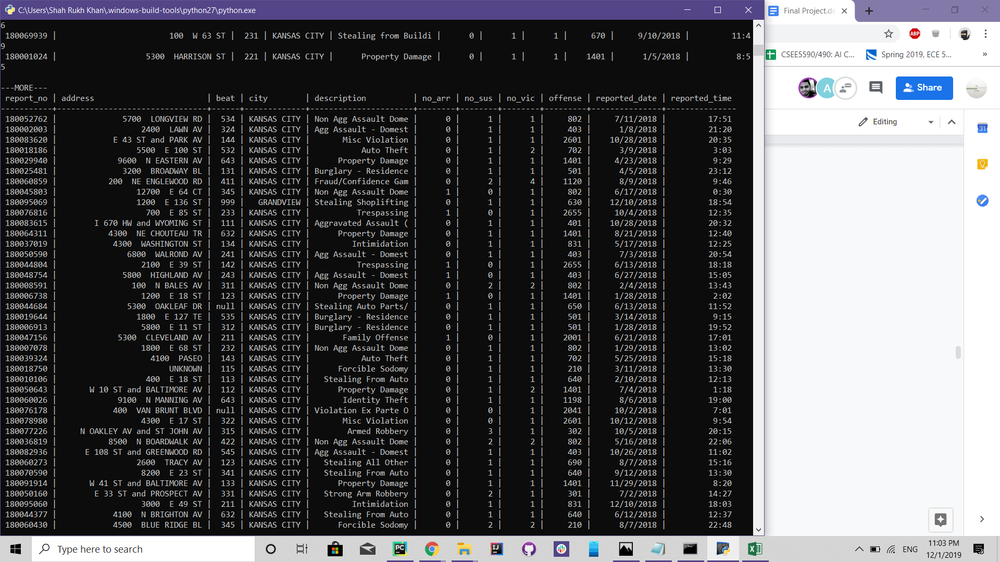 C:\Users\Shah Rukh Khan\.windows-build-tools\python27\python.exe
6
180069939 | 100  W 63 ST | 231 | KANSAS CITY | Stealing from Buildi | 0 | 1 | 1 | 670 | 9/10/2018 | 11:4
9
180001024 | 5300  HARRISON ST | 221 | KANSAS CITY | Property Damage | 0 | 1 | 1 | 1401 | 1/5/2018 | 8:5
5
---MORE---
report_no | address | beat | city | description | no_arr | no_sus | no_vic | offense | reported_date | reported_time
180052762 | 5700  LONGVIEW RD | 534 | KANSAS CITY | Non Agg Assault Dome | 0 | 1 | 1 | 802 | 7/11/2018 | 17:51
180002003 | 2400  LAWN AV | 324 | KANSAS CITY | Agg Assault - Domest | 0 | 1 | 1 | 403 | 1/8/2018 | 21:20
180083620 | E 43 ST and PARK AV | 144 | KANSAS CITY | Misc Violation | 0 | 1 | 1 | 2601 | 10/28/2018 | 20:35
180018186 | 5500  E 100 ST | 532 | KANSAS CITY | Auto Theft | 0 | 1 | 2 | 702 | 3/9/2018 | 3:03
180029940 | 9600  N EASTERN AV | 643 | KANSAS CITY | Property Damage | 0 | 1 | 1 | 1401 | 4/23/2018 | 9:29
180025481 | 3200  BROADWAY BL | 131 | KANSAS CITY | Burglary - Residence | 0 | 1 | 1 | 501 | 4/5/2018 | 23:12
180060859 | 200  NE ENGLEWOOD RD | 411 | KANSAS CITY | Fraud/Confidence Gam | 0 | 2 | 4 | 1120 | 8/9/2018 | 9:46
180045803 | 12700  E 64 CT | 345 | KANSAS CITY | Non Agg Assault Dome | 1 | 0 | 1 | 802 | 6/17/2018 | 0:30
180095069 | 1200  E 136 ST | 999 | GRANDVIEW | Stealing Shoplifting | 0 | 1 | 1 | 630 | 12/10/2018 | 18:54
180076816 | 700  E 85 ST | 233 | KANSAS CITY | Trespassing | 1 | 0 | 1 | 2655 | 10/4/2018 | 12:35
180083615 | I 670 HW and WYOMING ST | 111 | KANSAS CITY | Aggravated Assault ( | 0 | 1 | 1 | 401 | 10/28/2018 | 20:32
180064311 | 4300  NE CHOUTEAU TR | 632 | KANSAS CITY | Property Damage | 0 | 1 | 1 | 1401 | 8/21/2018 | 12:40
180037019 | 4300  WASHINGTON ST | 134 | KANSAS CITY | Intimidation | 0 | 1 | 1 | 831 | 5/17/2018 | 12:25
180050590 | 6800  WALROND AV | 241 | KANSAS CITY | Agg Assault - Domest | 0 | 1 | 1 | 403 | 7/3/2018 | 20:54
180044804 | 2100  E 39 ST | 142 | KANSAS CITY | Trespassing | 1 | 0 | 1 | 2655 | 6/13/2018 | 18:18
180048754 | 5800  HIGHLAND AV | 243 | KANSAS CITY | Agg Assault - Domest | 1 | 0 | 1 | 403 | 6/27/2018 | 15:05
180008591 | 100  N BALES AV | 311 | KANSAS CITY | Non Agg Assault Dome | 0 | 2 | 2 | 802 | 2/4/2018 | 13:43
180006738 | 1200  E 18 ST | 123 | KANSAS CITY | Property Damage | 1 | 0 | 1 | 1401 | 1/28/2018 | 2:02
180044684 | 5300  OAKLEAF DR | null | KANSAS CITY | Stealing Auto Parts/ | 0 | 1 | 1 | 650 | 6/13/2018 | 11:52
180019644 | 1800  E 127 TE | 535 | KANSAS CITY | Burglary - Residence | 0 | 1 | 1 | 501 | 3/14/2018 | 9:15
180006913 | 5800  E 11 ST | 312 | KANSAS CITY | Burglary - Residence | 0 | 1 | 1 | 501 | 1/28/2018 | 19:52
180047156 | 5300  CLEVELAND AV | 211 | KANSAS CITY | Family Offense | 1 | 0 | 1 | 2001 | 6/21/2018 | 17:01
180007078 | 1800  E 68 ST | 232 | KANSAS CITY | Non Agg Assault Dome | 0 | 1 | 1 | 802 | 1/29/2018 | 13:02
180039324 | 4100  PASEO | 143 | KANSAS CITY | Auto Theft | 0 | 1 | 1 | 702 | 5/25/2018 | 15:18
180018750 | UNKNOWN | 115 | KANSAS CITY | Forcible Sodomy | 0 | 1 | 1 | 210 | 3/11/2018 | 13:30
180010106 | 400  E 18 ST | 113 | KANSAS CITY | Stealing From Auto | 0 | 1 | 1 | 640 | 2/10/2018 | 12:13
180050643 | W 10 ST and BALTIMORE AV | 112 | KANSAS CITY | Property Damage | 0 | 1 | 2 | 1401 | 7/4/2018 | 1:18
180060026 | 9100  N MANNING AV | 643 | KANSAS CITY | Identity Theft | 0 | 1 | 1 | 1198 | 8/6/2018 | 19:00
180076178 | 400  VAN BRUNT BLVD | null | KANSAS CITY | Violation Ex Parte O | 0 | 0 | 1 | 2041 | 10/2/2018 | 7:01
180078980 | 4300  E 17 ST | 322 | KANSAS CITY | Misc Violation | 0 | 0 | 1 | 2601 | 10/12/2018 | 9:54
180077226 | N OAKLEY AV and ST JOHN AV | 315 | KANSAS CITY | Armed Robbery | 0 | 3 | 1 | 302 | 10/5/2018 | 20:15
180036819 | 8500  N BOARDWALK AV | 422 | KANSAS CITY | Non Agg Assault Dome | 0 | 2 | 2 | 802 | 5/16/2018 | 22:06
180082936 | E 108 ST and GREENWOOD RD | 545 | KANSAS CITY | Agg Assault - Domest | 0 | 1 | 1 | 403 | 10/26/2018 | 11:02
180060273 | 2600  TRACY AV | 123 | KANSAS CITY | Stealing All Other | 0 | 1 | 1 | 690 | 8/7/2018 | 15:16
180070590 | 8200  E 23 ST | 341 | KANSAS CITY | Stealing From Auto | 0 | 1 | 1 | 640 | 9/12/2018 | 13:30
180091914 | W 41 ST and BALTIMORE AV | 133 | KANSAS CITY | Property Damage | 0 | 1 | 1 | 1401 | 11/29/2018 | 8:20
180050160 | E 33 ST and PROSPECT AV | 331 | KANSAS CITY | Strong Arm Robbery | 0 | 2 | 1 | 301 | 7/2/2018 | 14:27
180095060 | 3000  E 49 ST | 211 | KANSAS CITY | Intimidation | 0 | 1 | 1 | 831 | 12/10/2018 | 18:03
180044377 | 4100  N BRIGHTON AV | 632 | KANSAS CITY | Stealing From Auto | 0 | 1 | 1 | 640 | 6/12/2018 | 12:37
180060430 | 4500  BLUE RIDGE BL | 345 | KANSAS CITY | Forcible Sodomy | 0 | 2 | 2 | 210 | 8/7/2018 | 22:48
Final Project.do
ABP
CSEE5590/490: AI C...
Spring 2019, ECE 5...
»
A
Share
Editing
31
Type here to search
PC
IJ
ENG
11:03 PM
12/1/2019